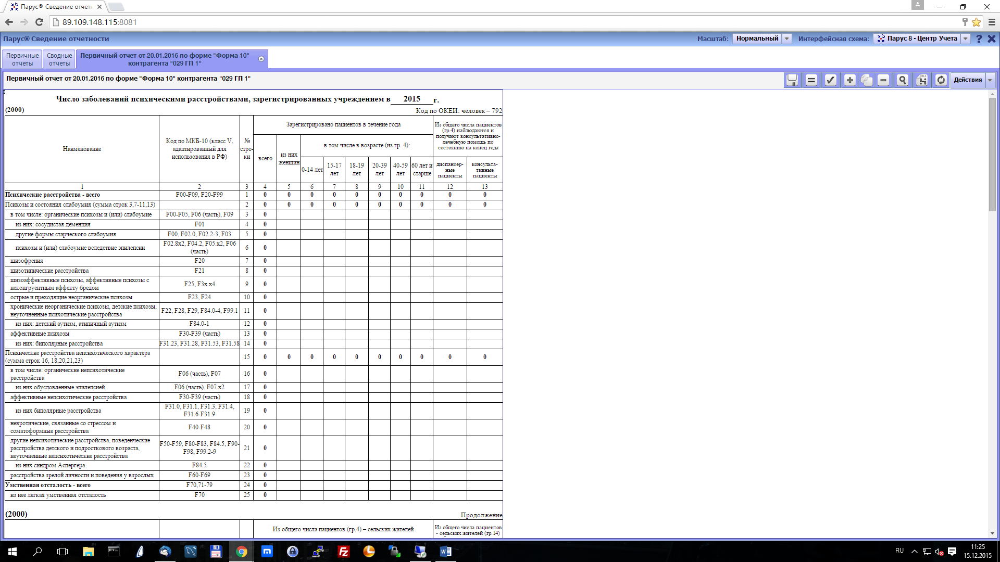 Парус® Сведение отчетн
89.109.148.115:8081
Парус® Сведение отчетности
Масштаб: Нормальный Интерфейсная схема: Парус 8 - Центр Учета
Первичные отчеты
Сводные отчеты
Первичный отчет от 20.01.2016 по форме "Форма 10" контрагента "029 ГП 1"
Первичный отчет от 20.01.2016 по форме "Форма 10" контрагента "029 ГП 1"
Действия
Число заболеваний психическими расстройствами, зарегистрированных учреждением в 2015 г.
(2000)
Код по ОКЕИ: человек – 792
Наименование
Код по МКБ-10 (класс V, адаптированный для использования в РФ)
№ стро-ки
Зарегистрировано пациентов в течение года
Из общего числа пациентов (гр.4) наблюдаются и получают консультативно-лечебную помощь по состоянию на конец года
всего
из них женщин
в том числе в возрасте (из гр. 4):
0-14 лет
15-17 лет
18-19 лет
20-39 лет
40-59 лет
60 лет и старше
диспансер-ные пациенты
консульта-тивные пациенты
1 2 3 4 5 6 7 8 9 10 11 12 13
Психические расстройства - всего F00-F09, F20-F99 1 0 0 0 0 0 0 0 0 0 0
Психозы и состояния слабоумия (сумма строк 3,7-11,13) 2 0 0 0 0 0 0 0 0 0 0
в том числе: органические психозы и (или) слабоумие F00-F05, F06 (часть), F09 3 0
из них: сосудистая деменция F01 4 0
другие формы старческого слабоумия F00, F02.0, F02.2-3, F03 5 0
психозы и (или) слабоумие вследствие эпилепсии F02.8x2, F04.2, F05.x2, F06 (часть) 6 0
шизофрения F20 7 0
шизотипические расстройства F21 8 0
шизоаффективные психозы, аффективные психозы с неконгруентным аффекту бредом F25, F3x.x4 9 0
острые и преходящие неорганические психозы F23, F24 10 0
хронические неорганические психозы, детские психозы, неуточненные психотические расстройства F22, F28, F29, F84.0-4, F99.1 11 0
из них: детский аутизм, атипичный аутизм F84.0-1 12 0
аффективные психозы F30-F39 (часть) 13 0
из них: биполярные расстройства F31.23, F31.28, F31.53, F31.58 14 0
Психические расстройства непсихотического характера (сумма строк 16, 18,20,21,23) 15 0 0 0 0 0 0 0 0 0 0
в том числе: органические непсихотические расстройства F06 (часть), F07 16 0
из них обусловленные эпилепсией F06 (часть), F07.x2 17 0
аффективные непсихотические расстройства F30-F39 (часть) 18 0
из них биполярные расстройства F31.0, F31.1, F31.3, F31.4, F31.6-F31.9 19 0
невротические, связанные со стрессом и соматоформные расстройства F40-F48 20 0
другие непсихотические расстройства, поведенческие расстройства детского и подросткового возраста, неуточненные непсихотические расстройства F50-F59, F80-F83, F84.5, F90-F98, F99.2-9 21 0
из них синдром Аспергера F84.5 22 0
расстройства зрелой личности и поведения у взрослых F60-F69 23 0
Умственная отсталость - всего F70,71-79 24 0
из нее легкая умственная отсталость F70 25 0
(2000)
Продолжение
Из общего числа пациентов (гр.4) – сельских жителей
Из общего числа пациентов - сельских жителей (гр.14)
RU
11:25
15.12.2015